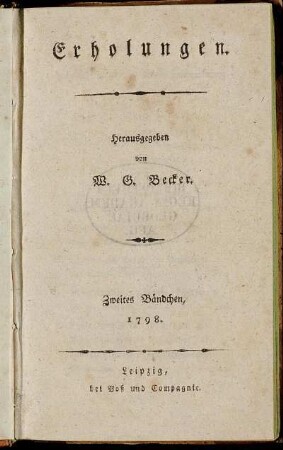 Erholungen.
Herausgegeben
von
W. G. Becker.
Zweites Bändchen,
1798.
Leipzig,
bei Voß und Compagnie.